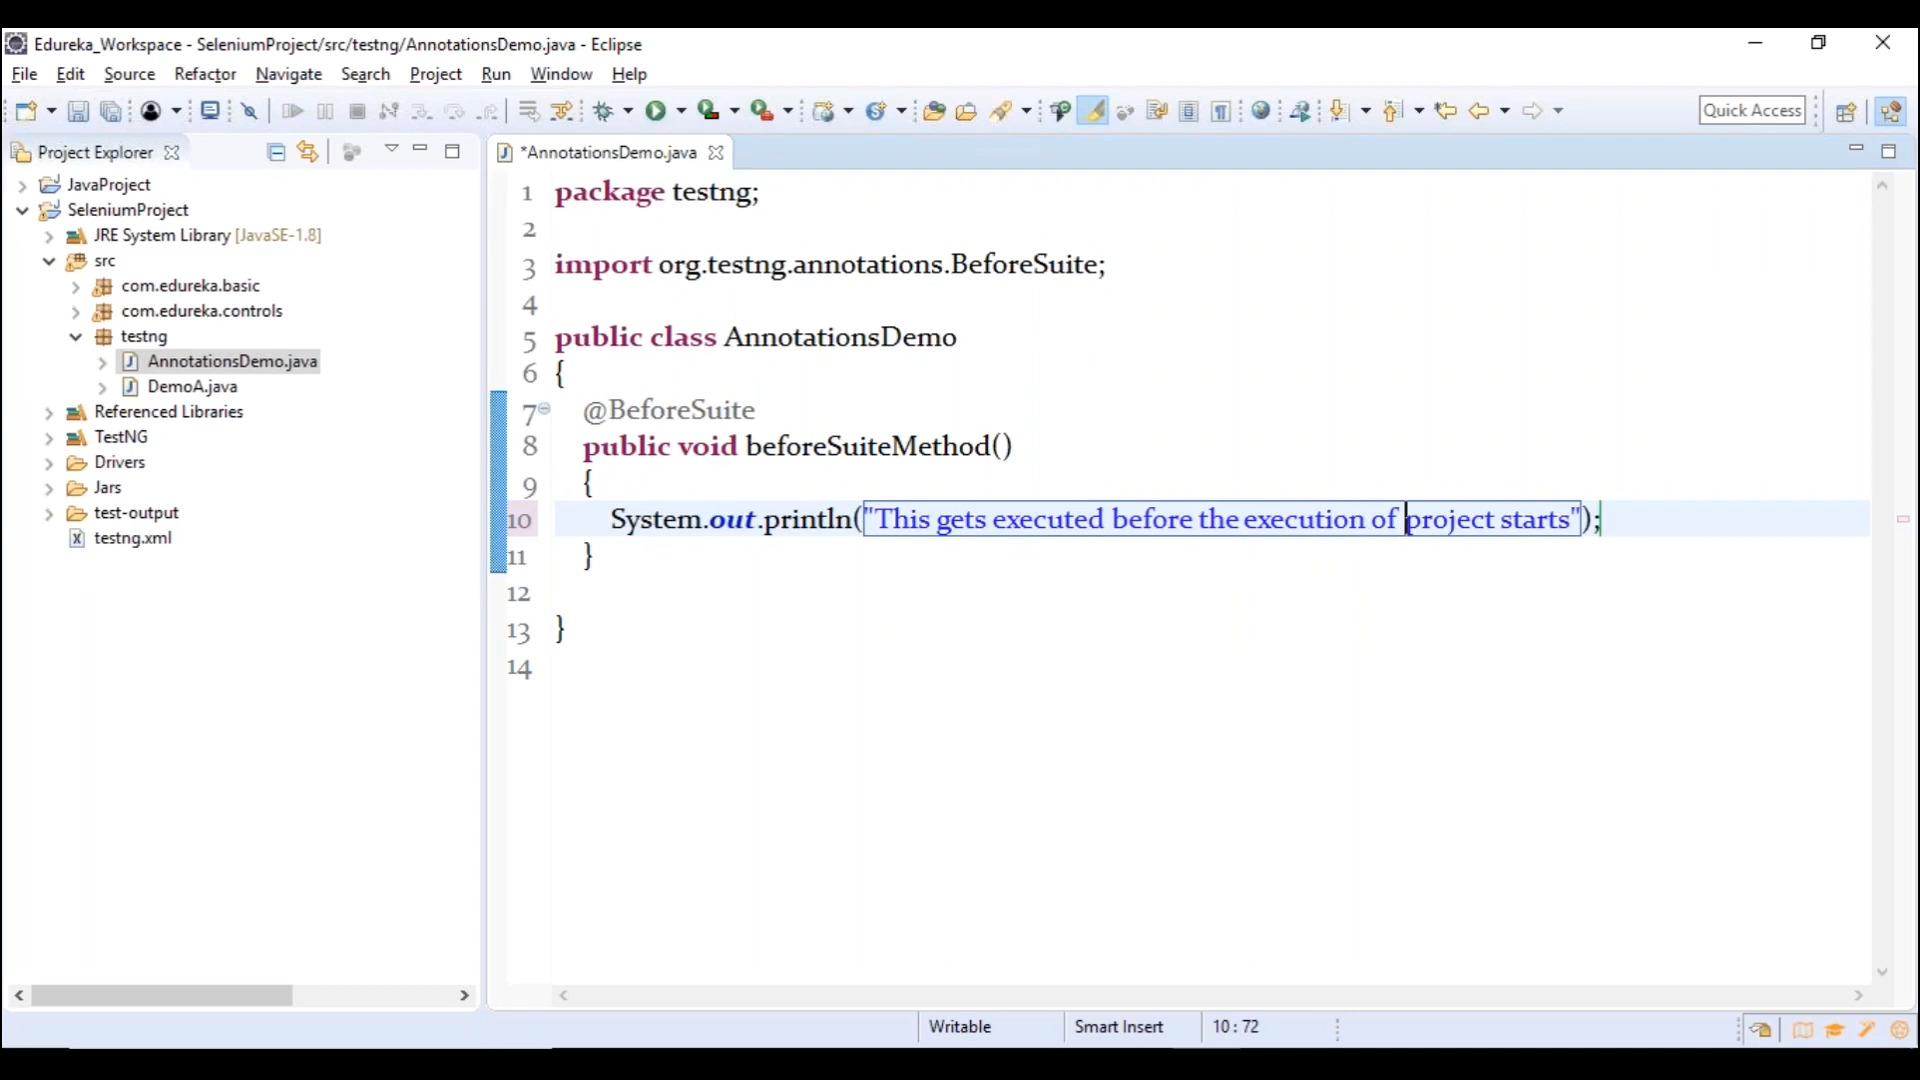 Edureka_Workspace - SeleniumProject/src/testng/AnnotationsDemo.java - Eclipse
File Edit Source Refactor Navigate Search Project Run Window Help
Quick Access
Project Explorer
*AnnotationsDemo.java
JavaProject
SeleniumProject
JRE System Library [JavaSE-1.8]
src
com.edureka.basic
com.edureka.controls
testng
AnnotationsDemo.java
DemoA.java
Referenced Libraries
TestNG
Drivers
Jars
test-output
testng.xml
1 package testng;
2
3 import org.testng.annotations.BeforeSuite;
4
5 public class AnnotationsDemo
6 {
7 @BeforeSuite
8 public void beforeSuiteMethod()
9 {
10 System.out.println("This gets executed before the execution of project starts");
11 }
12
13 }
14
Writable Smart Insert 10 : 72